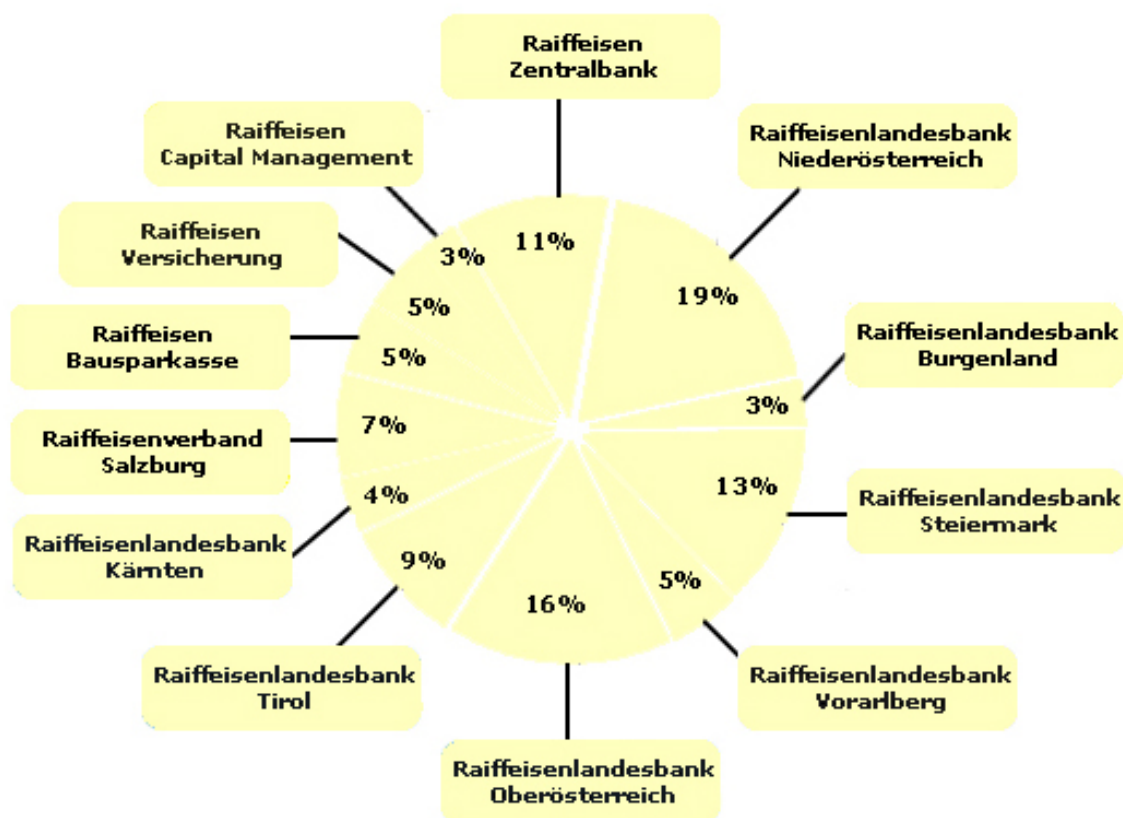 Raiffeisen
Zentralbank
Raiffeisenlandesbank
Niederösterreich
Raiffeisenlandesbank
Burgenland
Raiffeisenlandesbank
Steiermark
Raiffeisenlandesbank
Vorarlberg
Raiffeisenlandesbank
Oberösterreich
Raiffeisenlandesbank
Tirol
Raiffeisenlandesbank
Kärnten
Raiffeisenverband
Salzburg
Raiffeisen
Bausparkasse
Raiffeisen
Versicherung
Raiffeisen
Capital Management
11%
19%
3%
13%
5%
16%
9%
4%
7%
5%
5%
3%